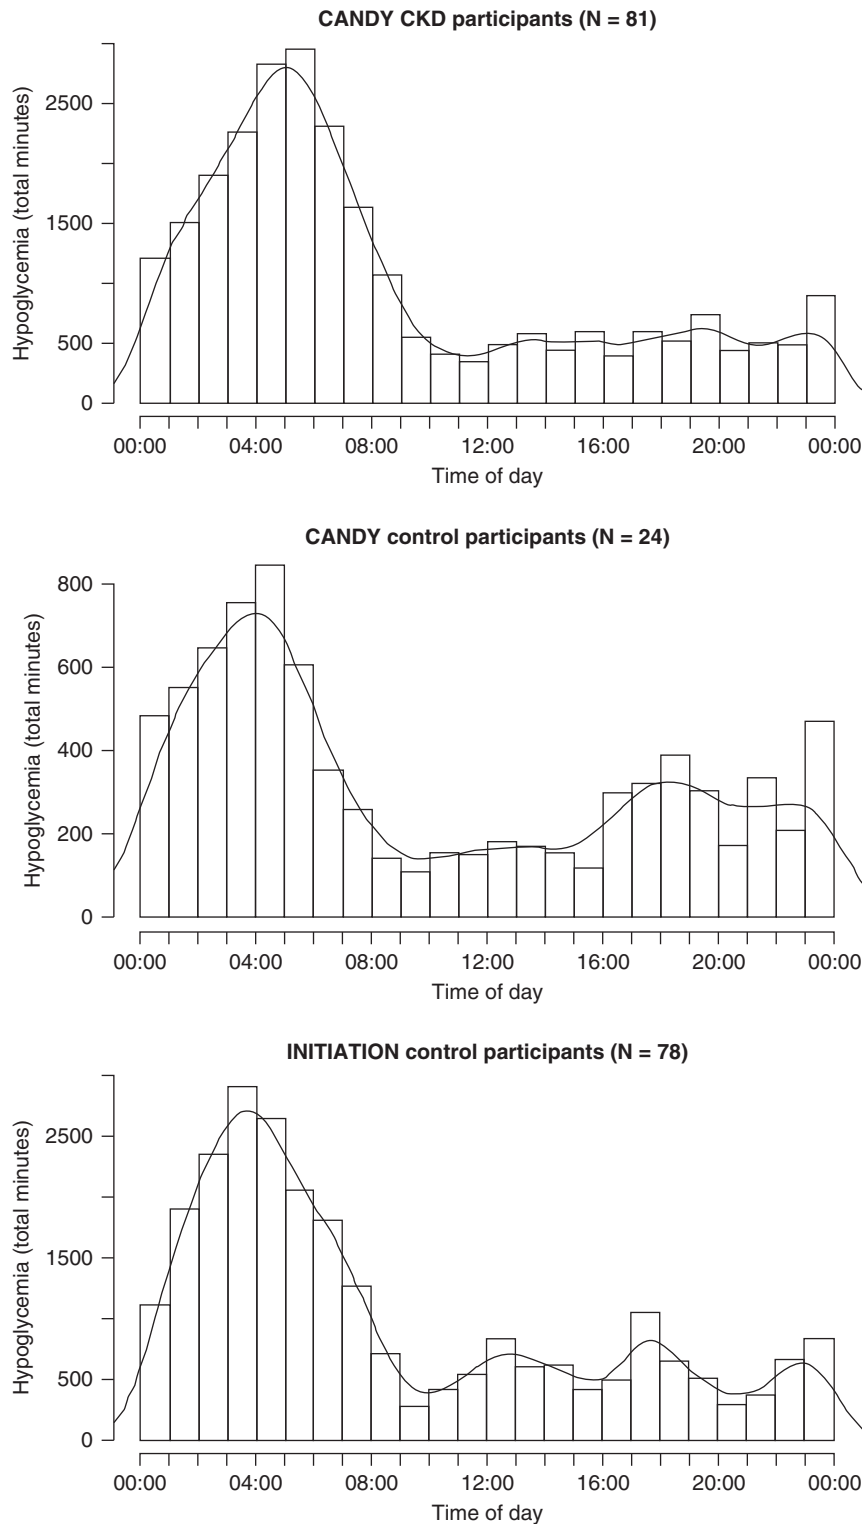 CANDY CKD participants (N = 81)
Hypoglycemia (total minutes)
2500
1500
500
0
00:00 04:00 08:00 12:00 16:00 20:00 00:00
Time of day
CANDY control participants (N = 24)
Hypoglycemia (total minutes)
800
600
400
200
0
00:00 04:00 08:00 12:00 16:00 20:00 00:00
Time of day
INITIATION control participants (N = 78)
Hypoglycemia (total minutes)
2500
1500
500
0
00:00 04:00 08:00 12:00 16:00 20:00 00:00
Time of day